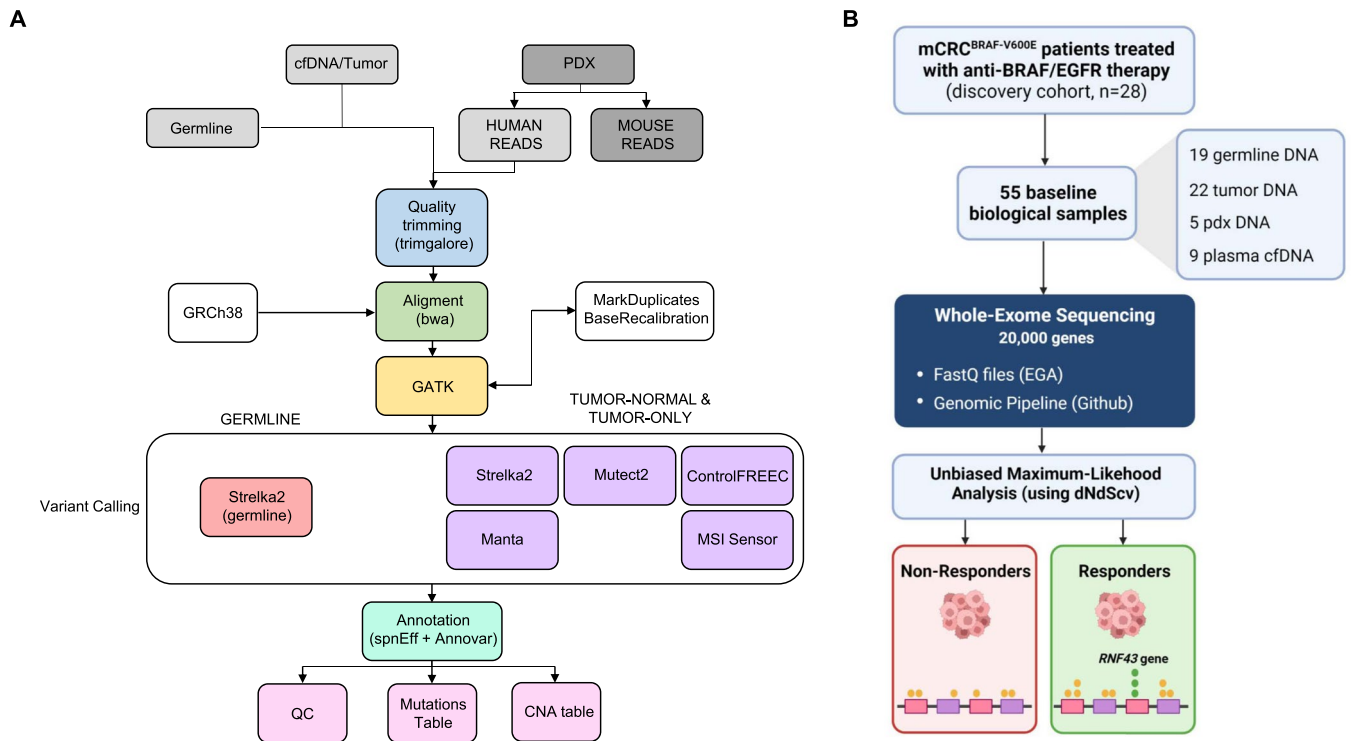 A
cfDNA/Tumor
PDX
Germline
HUMAN
READS
MOUSE
READS
Quality
trimming
(trimgalore)
GRCh38
Aligment
(bwa)
MarkDuplicates
BaseRecalibration
GATK
GERMLINE
TUMOR-NORMAL &
TUMOR-ONLY
Variant Calling
Strelka2
(germline)
Strelka2
Mutect2
ControlFREEC
Manta
MSI Sensor
Annotation
(spnEff + Annovar)
QC
Mutations
Table
CNA table
B
mCRCBRAF-V600E patients treated
with anti-BRAF/EGFR therapy
(discovery cohort, n=28)
55 baseline
biological samples
19 germline DNA
22 tumor DNA
5 pdx DNA
9 plasma cfDNA
Whole-Exome Sequencing
20,000 genes
• FastQ files (EGA)
• Genomic Pipeline (Github)
Unbiased Maximum-Likehood
Analysis (using dNdScv)
Non-Responders
Responders
RNF43 gene